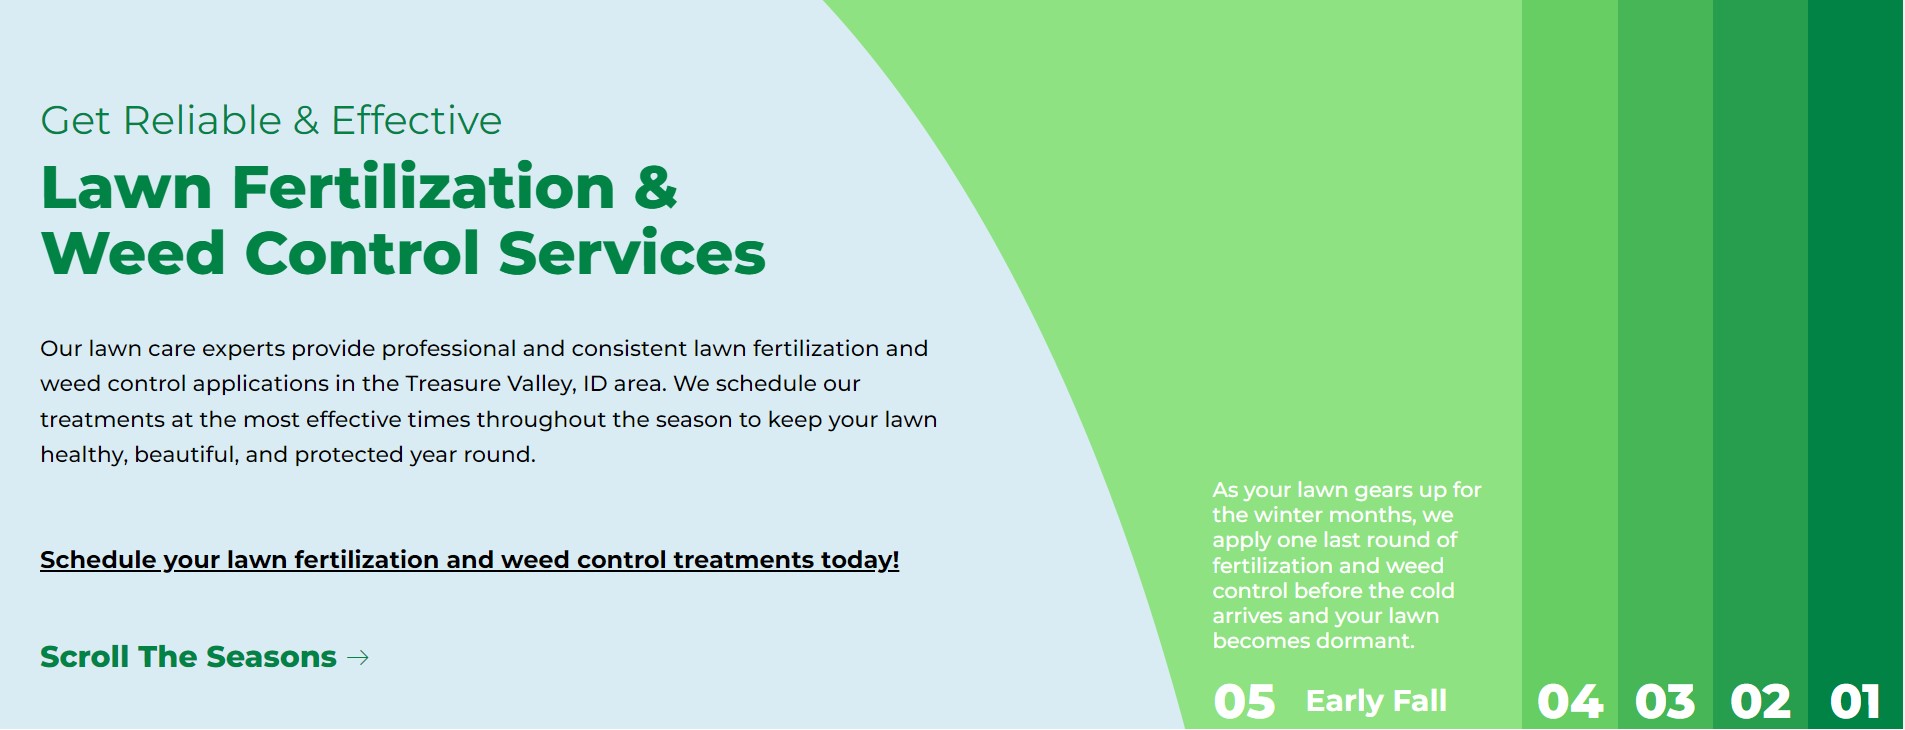 Get Reliable & Effective
Lawn Fertilization &
Weed Control Services
Our lawn care experts provide professional and consistent lawn fertilization and
weed control applications in the Treasure Valley, ID area. We schedule our
treatments at the most effective times throughout the season to keep your lawn
healthy, beautiful, and protected year round.
Schedule your lawn fertilization and weed control treatments today!
Scroll The Seasons →
As your lawn gears up for
the winter months, we
apply one last round of
fertilization and weed
control before the cold
arrives and your lawn
becomes dormant.
05 Early Fall
04
03
02
01